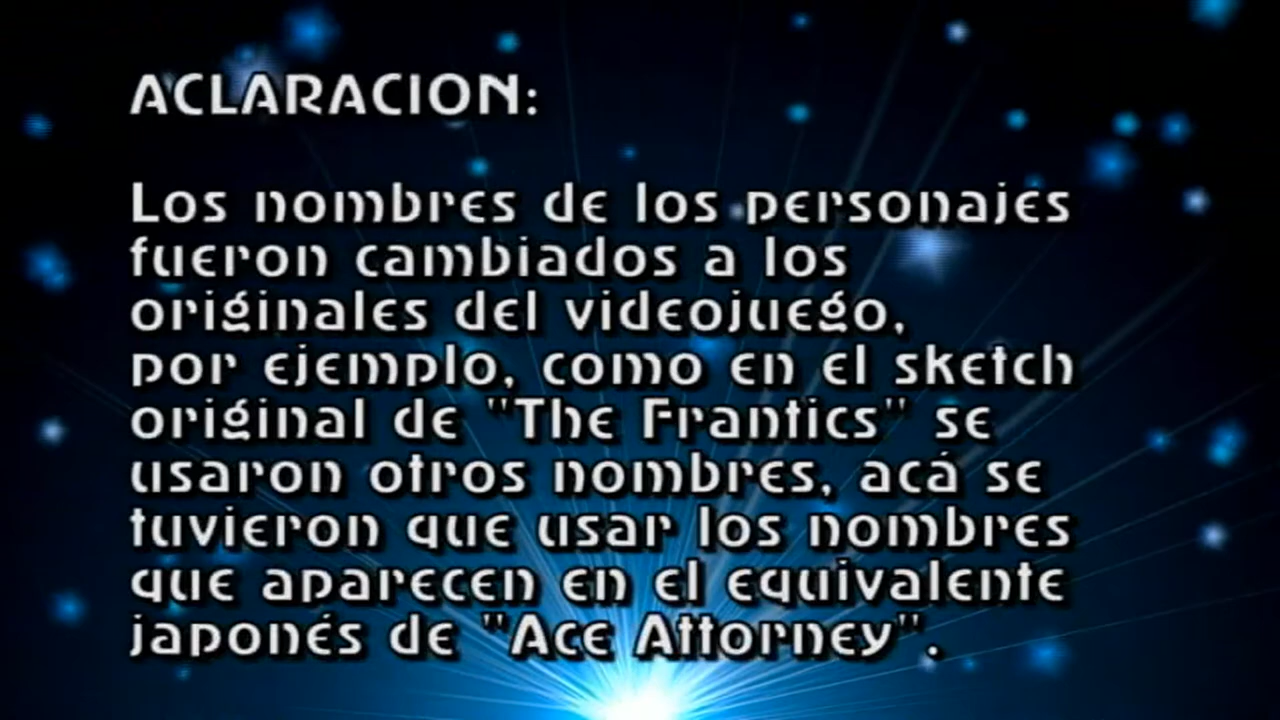 ACLARACION:
Los nombres de los personajes
fueron cambiados a los
originales del videojuego,
por ejemplo, como en el sketch
original de "The Frantics" se
usaron otros nombres, acá se
tuvieron que usar los nombres
que aparecen en el equivalente
japonés de "Ace Attorney".